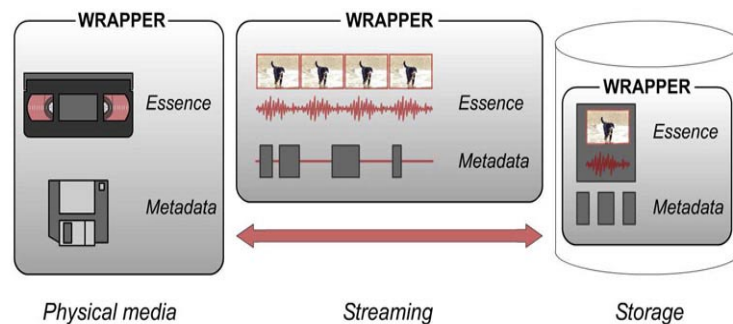 WRAPPER
Essence
Metadata
Physical media
WRAPPER
Essence
Metadata
Streaming
WRAPPER
Essence
Metadata
Storage